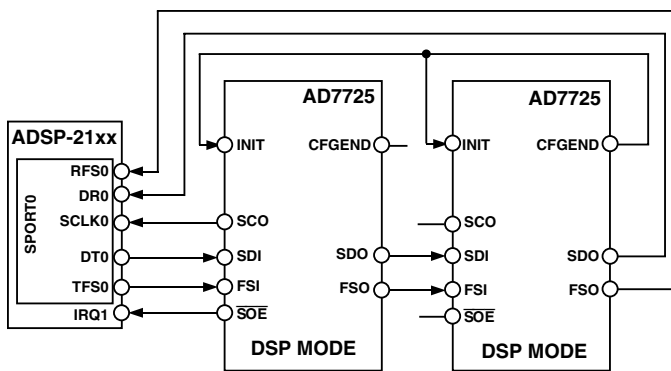 ADSP-21xx
SPORT0
RFS0
DR0
SCLK0
DT0
TFS0
IRQ1
AD7725
INIT
CFGEND
SCO
SDI
SDO
FSI
FSO
SOE
DSP MODE
AD7725
INIT
CFGEND
SCO
SDI
SDO
FSI
FSO
SOE
DSP MODE